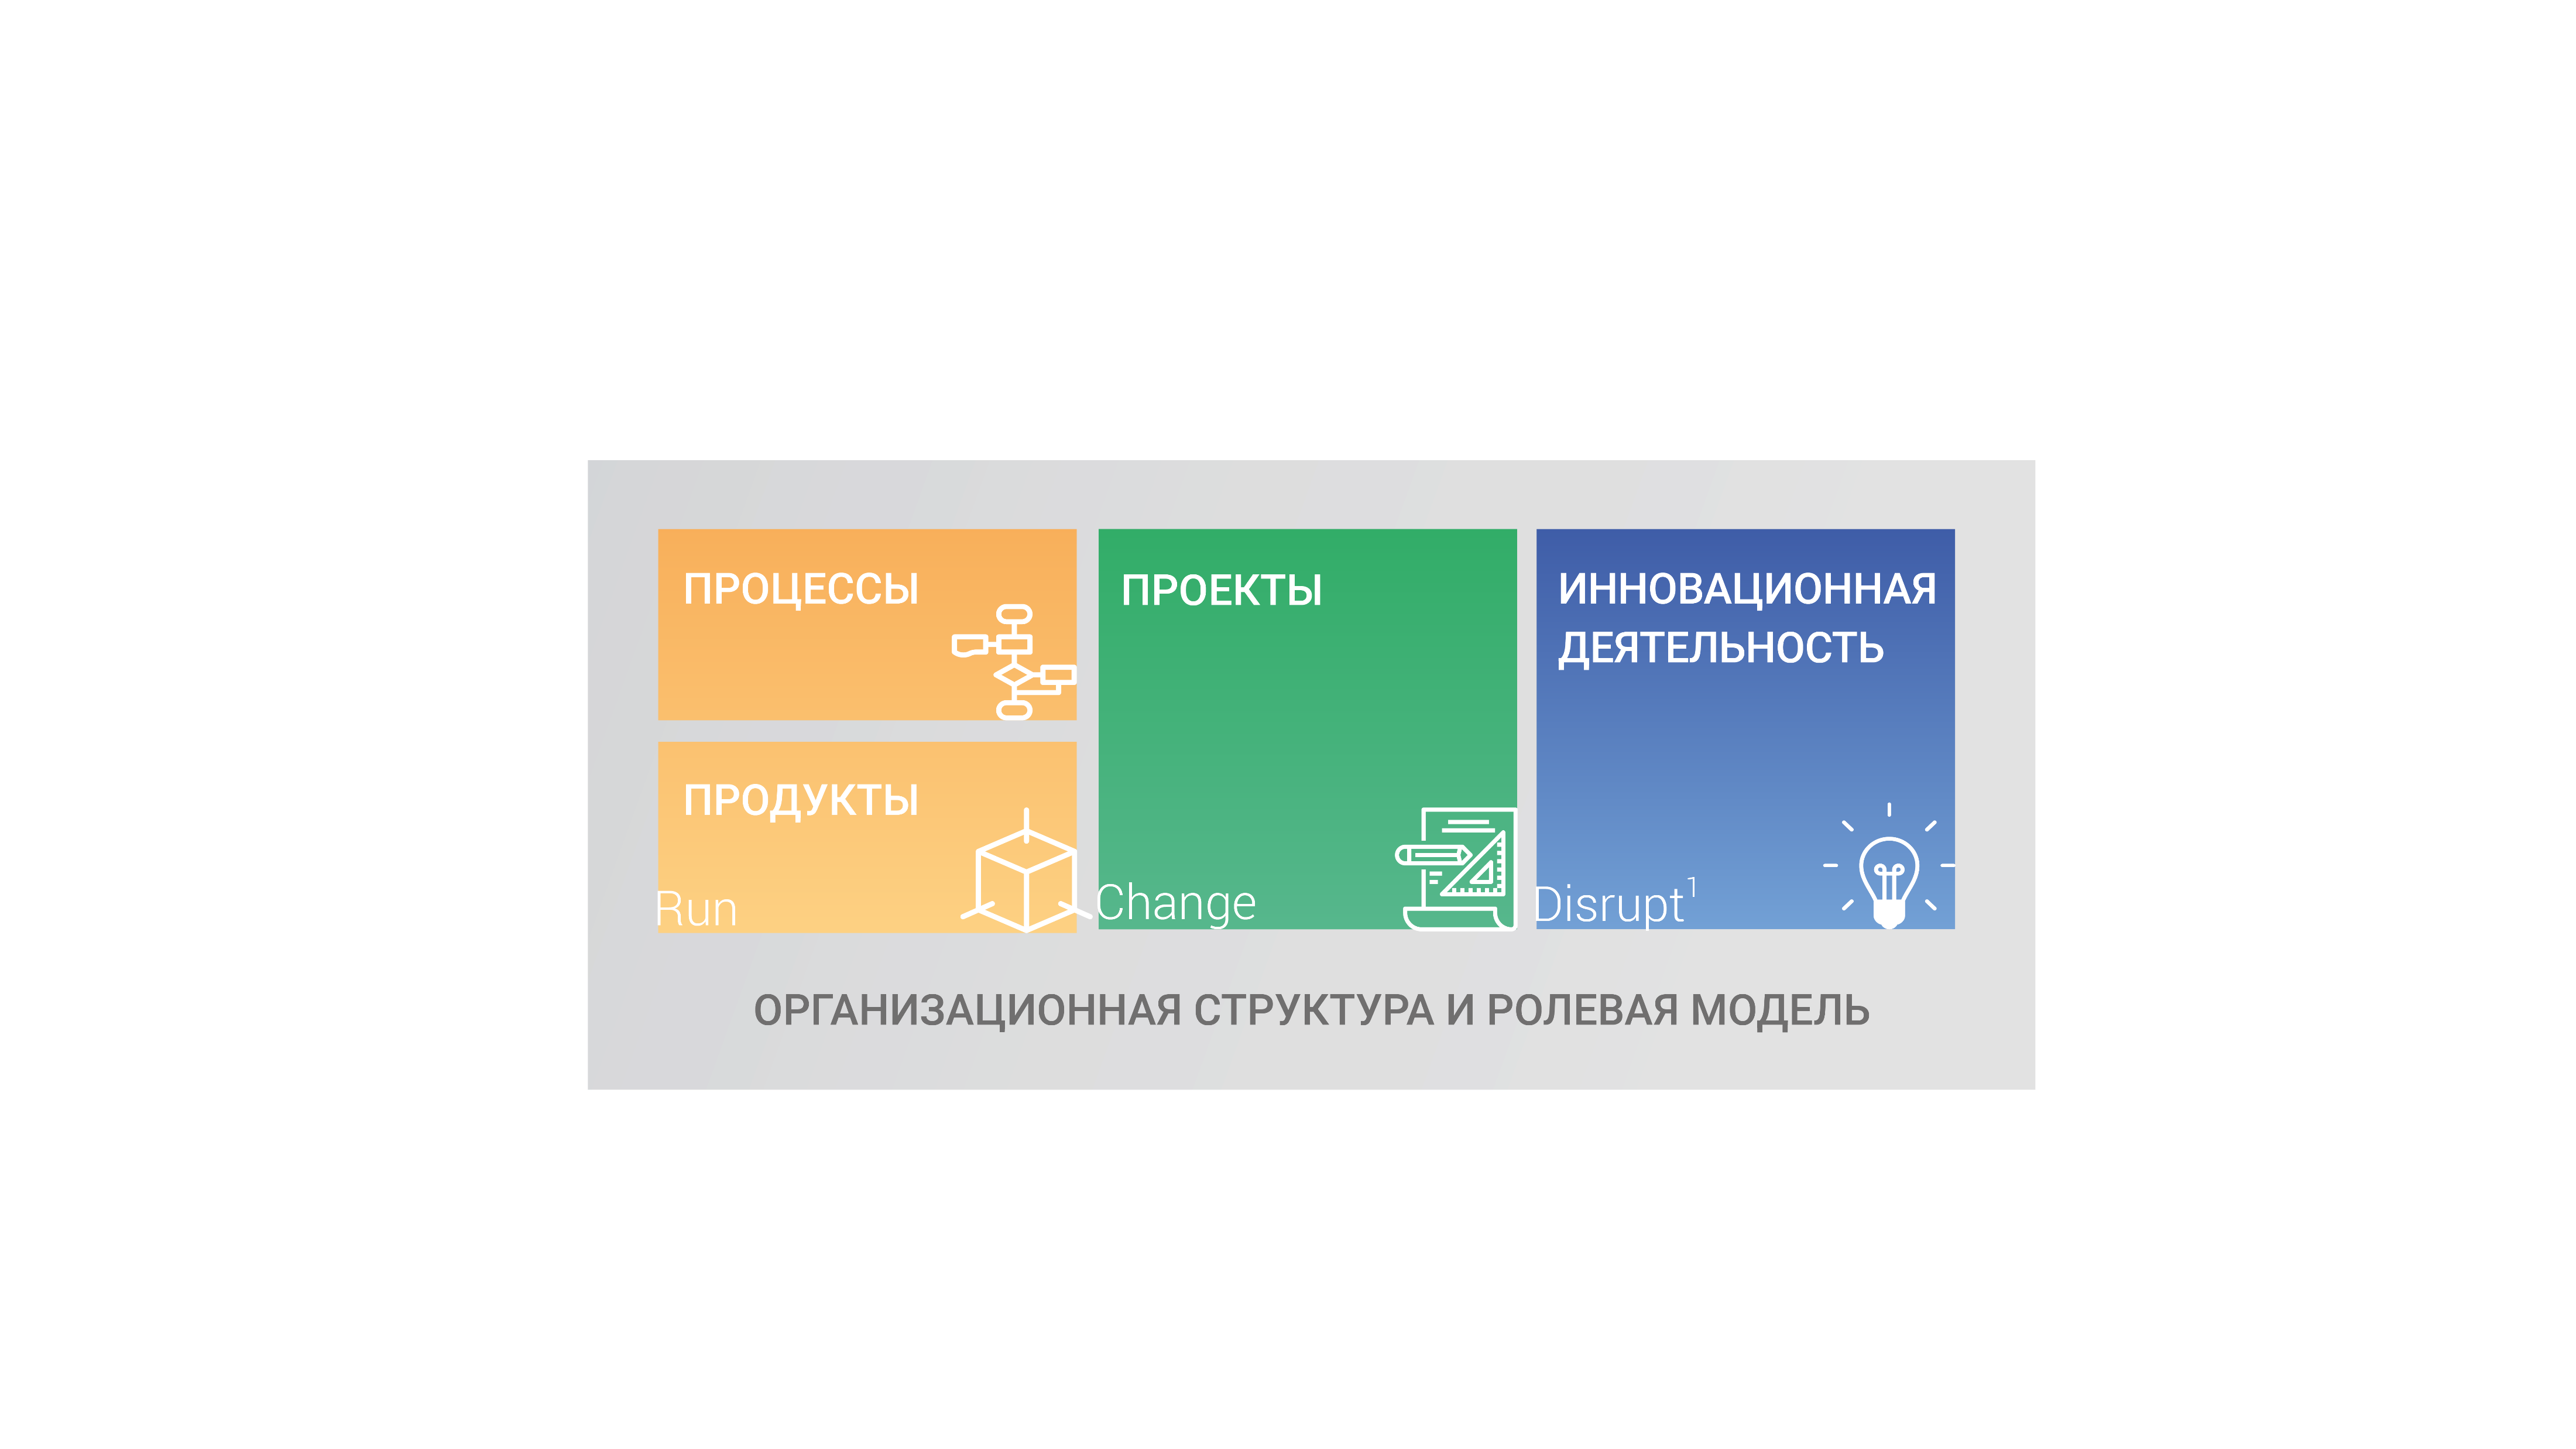 ПРОЦЕССЫ
ПРОДУКТЫ
Run
ПРОЕКТЫ
Change
ИННОВАЦИОННАЯ
ДЕЯТЕЛЬНОСТЬ
Disrupt¹
ОРГАНИЗАЦИОННАЯ СТРУКТУРА И РОЛЕВАЯ МОДЕЛЬ